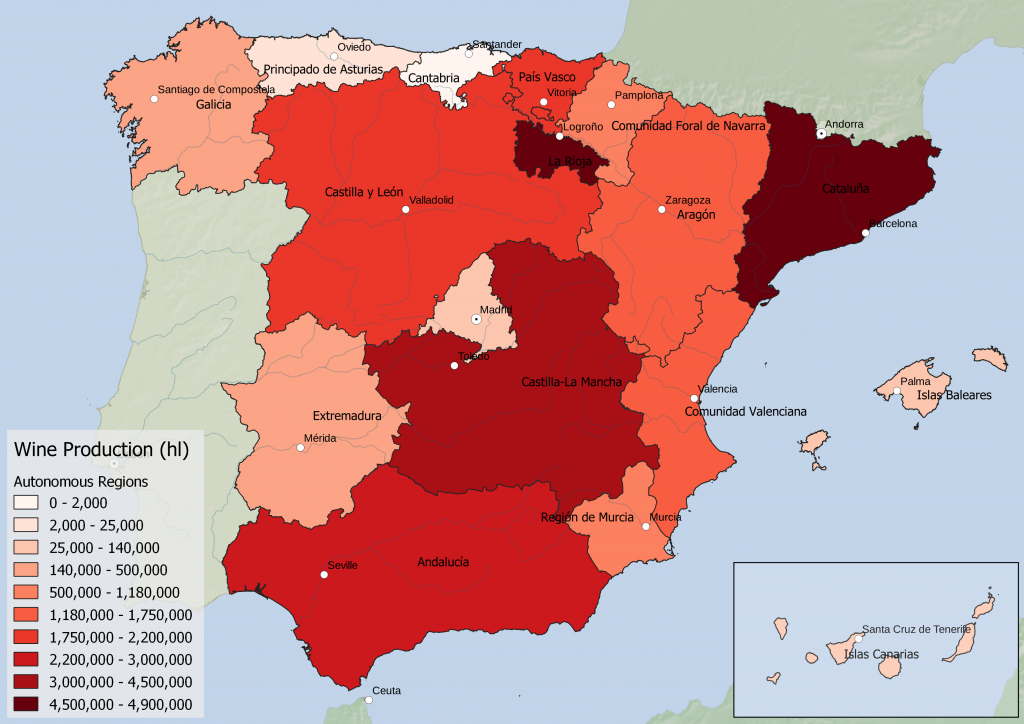 Santander
Oviedo
Principado de Asturias
Cantabria
País Vasco
Santiago de Compostela
Galicia
Vitoria
Pamplona
Logroño
Comunidad Foral de Navarra
Andorra
La Rioja
Castilla y León
Valladolid
Zaragoza
Aragón
Cataluña
Barcelona
Madrid
Toledo
Castilla-La Mancha
Extremadura
Mérida
Valencia
Comunidad Valenciana
Palma
Islas Baleares
Región de Murcia
Murcia
Andalucía
Seville
Ceuta
Santa Cruz de Tenerife
Islas Canarias
Wine Production (hl)
Autonomous Regions
0 - 2,000
2,000 - 25,000
25,000 - 140,000
140,000 - 500,000
500,000 - 1,180,000
1,180,000 - 1,750,000
1,750,000 - 2,200,000
2,200,000 - 3,000,000
3,000,000 - 4,500,000
4,500,000 - 4,900,000